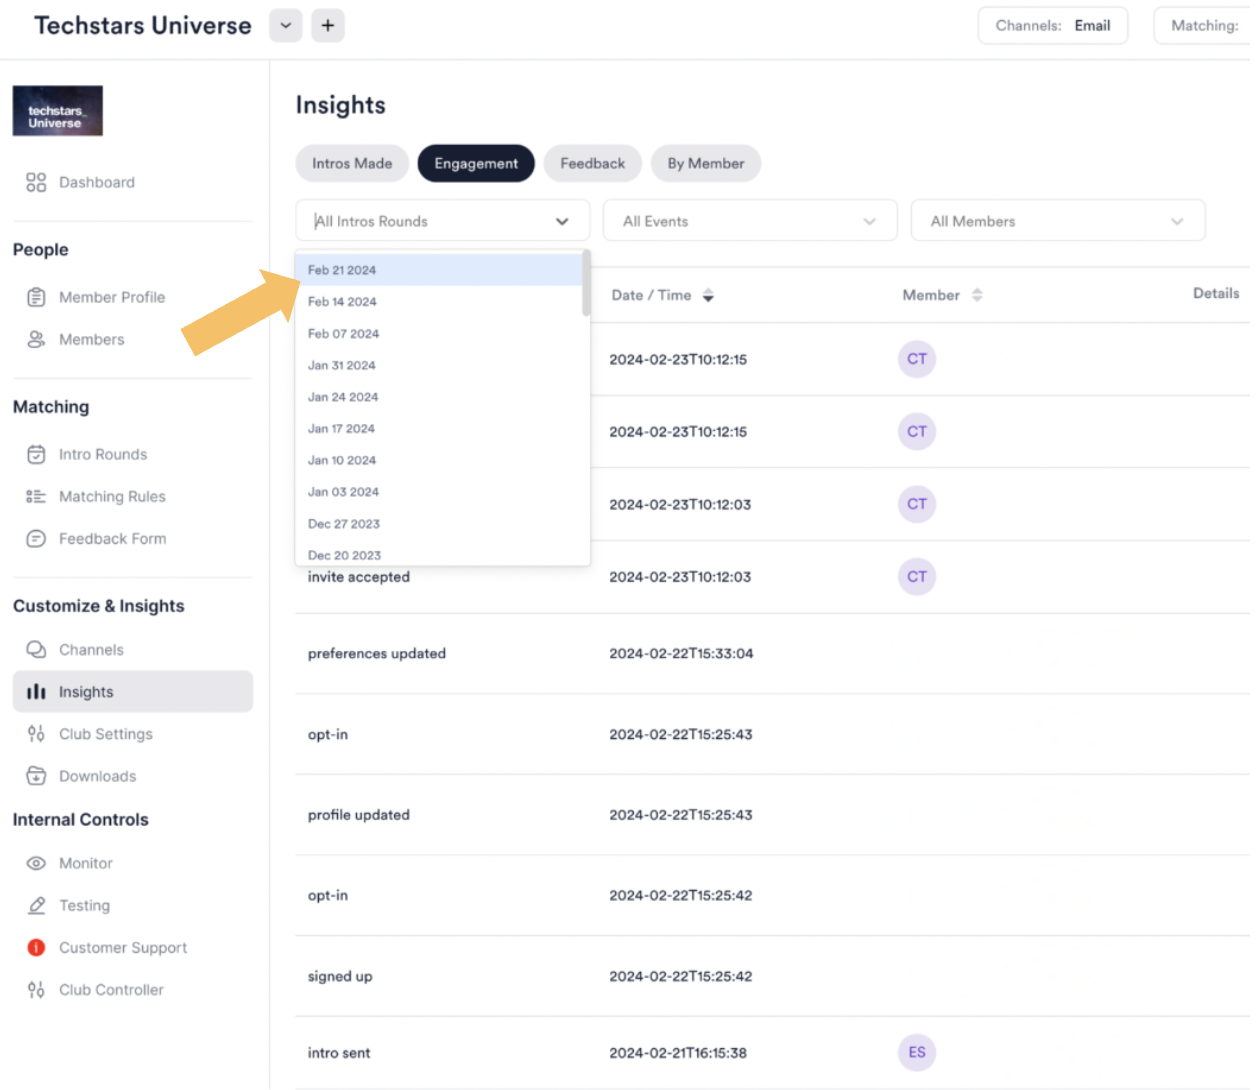 Techstars Universe
+
Channels: Email
Matching:
techstars_
Universe
Dashboard
People
Member Profile
Members
Matching
Intro Rounds
Matching Rules
Feedback Form
Customize & Insights
Channels
Insights
Club Settings
Downloads
Internal Controls
Monitor
Testing
Customer Support
Club Controller
Insights
Intros Made
Engagement
Feedback
By Member
All Intros Rounds
All Events
All Members
Feb 21 2024
Feb 14 2024
Feb 07 2024
Jan 31 2024
Jan 24 2024
Jan 17 2024
Jan 10 2024
Jan 03 2024
Dec 27 2023
Dec 20 2023
Date / Time
Member
Details
2024-02-23T10:12:15
CT
2024-02-23T10:12:15
CT
2024-02-23T10:12:03
CT
invite accepted
2024-02-23T10:12:03
CT
preferences updated
2024-02-22T15:33:04
opt-in
2024-02-22T15:25:43
profile updated
2024-02-22T15:25:43
opt-in
2024-02-22T15:25:42
signed up
2024-02-22T15:25:42
intro sent
2024-02-21T16:15:38
ES